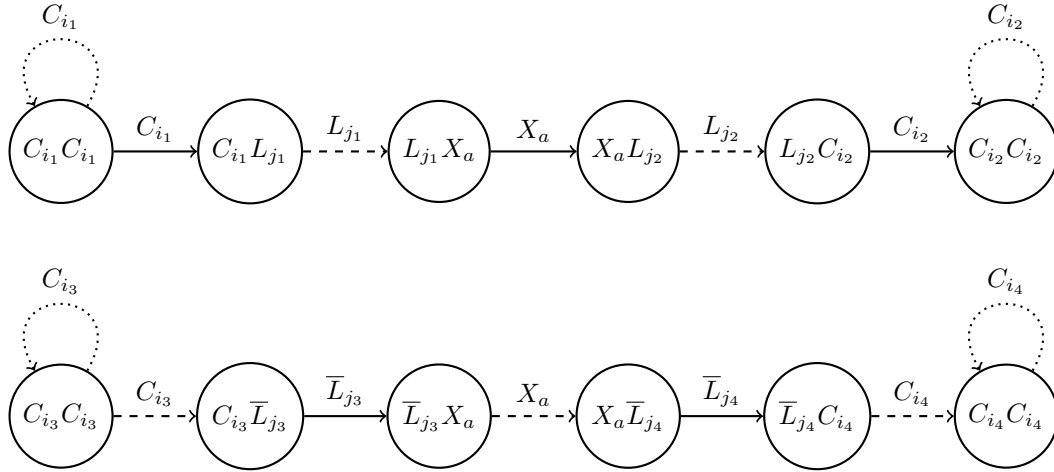 $C_{i_1}$ $C_{i_2}$
$C_{i_1}$ $L_{j_1}$ $X_a$ $L_{j_2}$ $C_{i_2}$
$C_{i_1}C_{i_1}$ $C_{i_1}L_{j_1}$ $L_{j_1}X_a$ $X_aL_{j_2}$ $L_{j_2}C_{i_2}$ $C_{i_2}C_{i_2}$
$C_{i_3}$ $C_{i_4}$
$C_{i_3}$ $\overline{L}_{j_3}$ $X_a$ $\overline{L}_{j_4}$ $C_{i_4}$
$C_{i_3}C_{i_3}$ $C_{i_3}\overline{L}_{j_3}$ $\overline{L}_{j_3}X_a$ $X_a\overline{L}_{j_4}$ $\overline{L}_{j_4}C_{i_4}$ $C_{i_4}C_{i_4}$